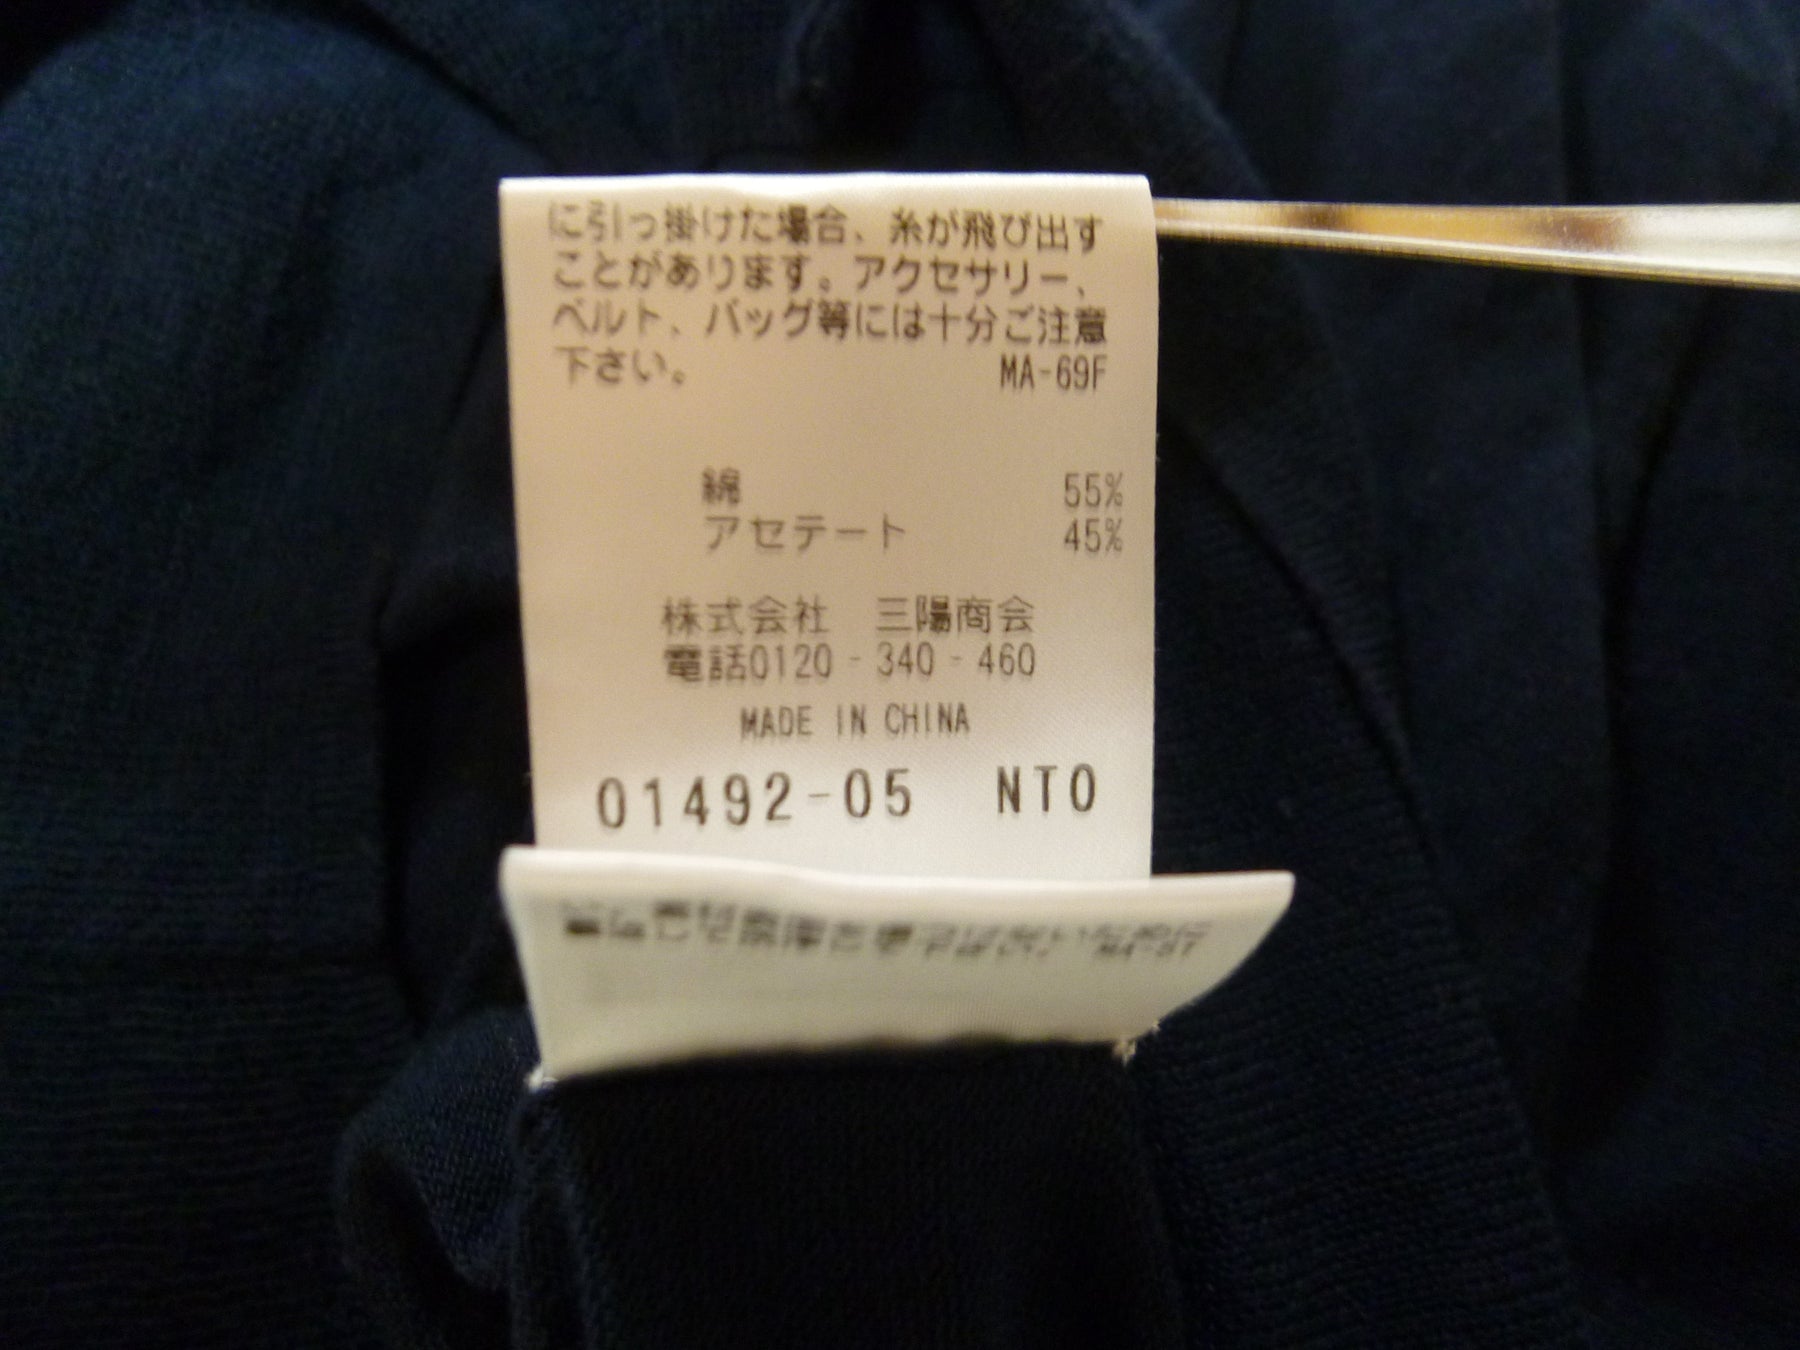 に引っ掛けた場合、糸が飛び出す
ことがあります。アクセサリー、
ベルト、バッグ等には十分ご注意
下さい。 MA-69F
綿 55%
アセテート 45%
株式会社 三陽商会
電話0120-340-460
MADE IN CHINA
01492-05 NTO